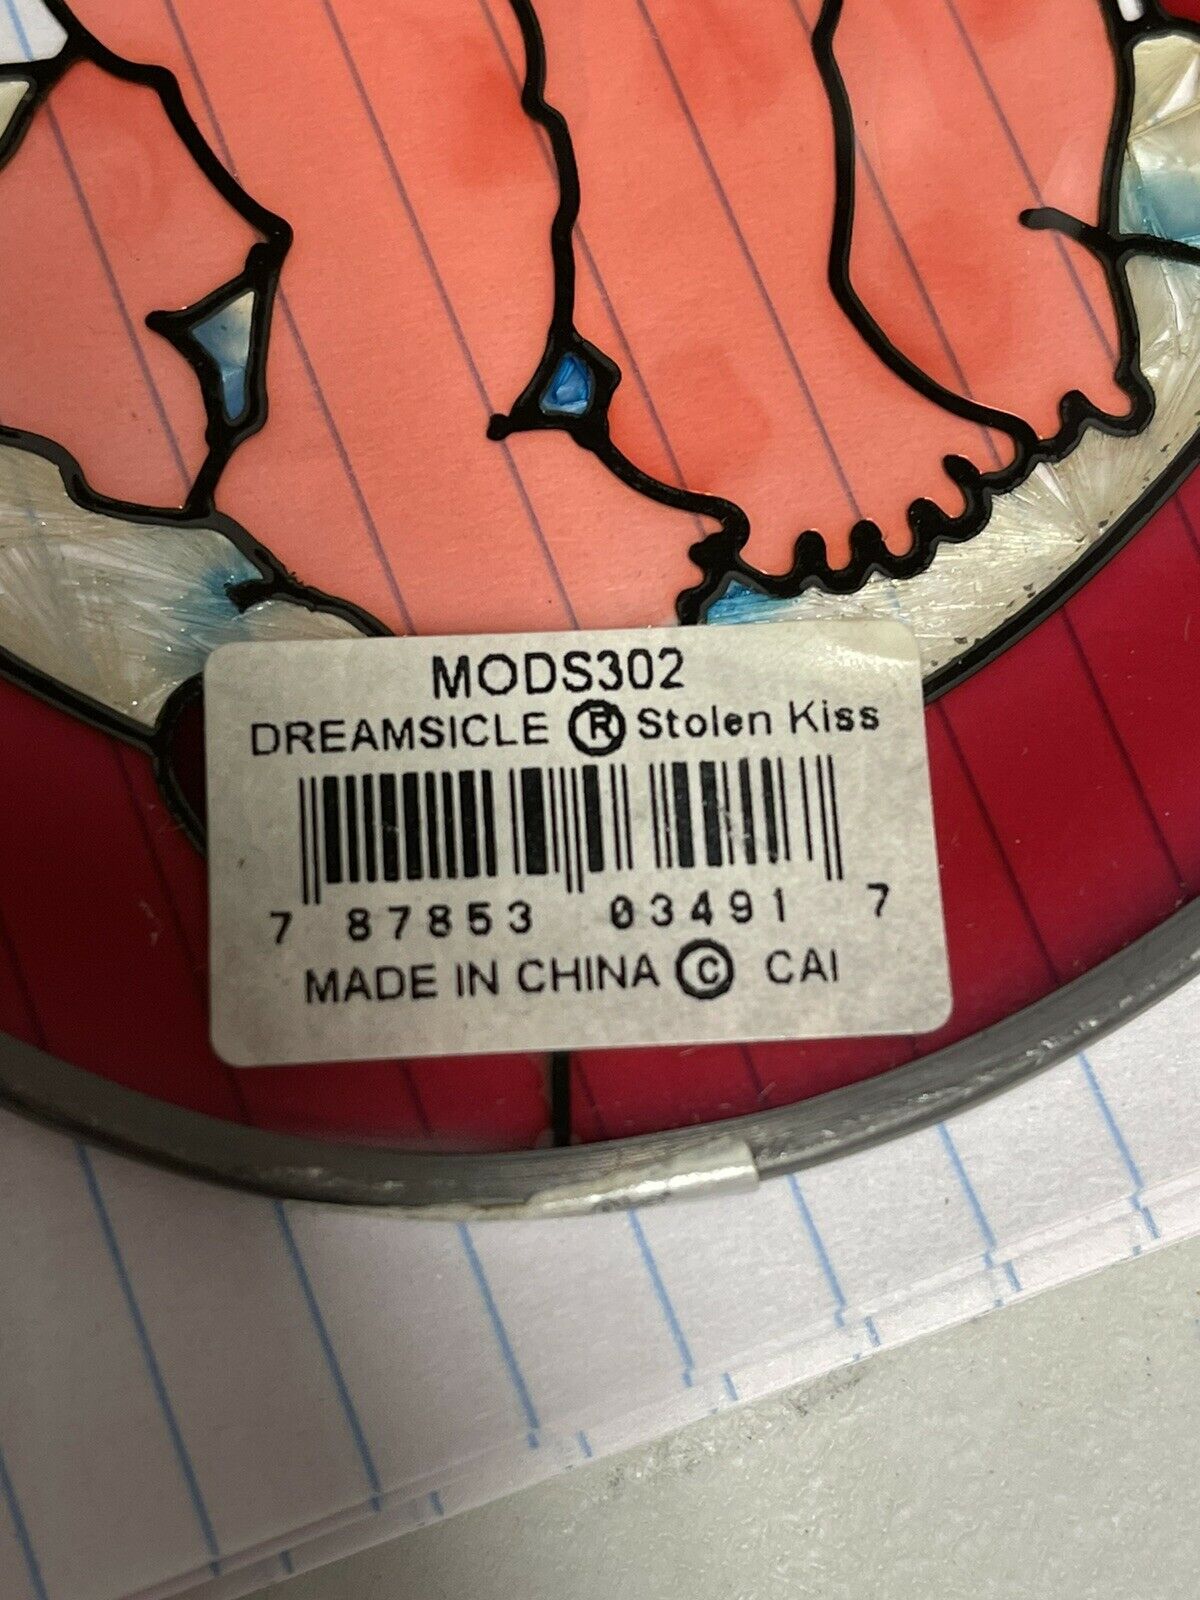 MODS302
DREAMSICLE ® Stolen Kiss
7 87853 03491 7
MADE IN CHINA © CAI